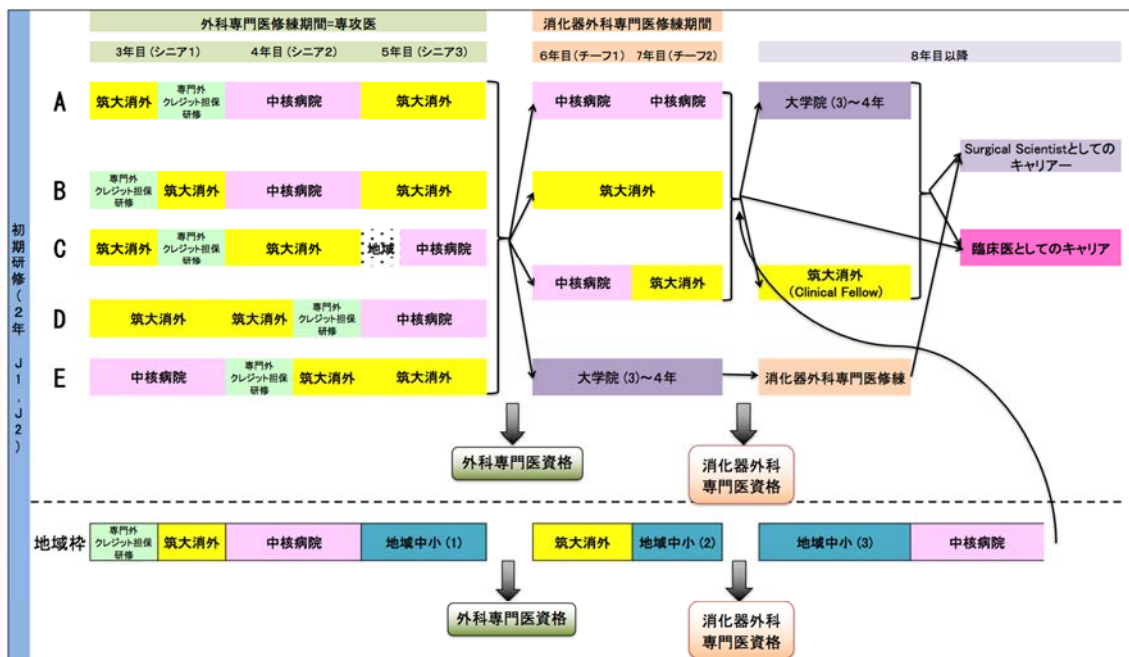 外科専門医修練期間=専攻医
消化器外科専門医修練期間
3年目(シニア1)
4年目(シニア2)
5年目(シニア3)
6年目(チーフ1)
7年目(チーフ2)
8年目以降
初期研修(2年 J1,J2)
A
筑大消外
専門外
クレジット担保
研修
中核病院
筑大消外
中核病院
中核病院
大学院(3)~4年
Surgical Scientistとしての
キャリアー
B
専門外
クレジット担保
研修
筑大消外
中核病院
筑大消外
筑大消外
C
筑大消外
専門外
クレジット担保
研修
筑大消外
地域
中核病院
臨床医としてのキャリア
中核病院
筑大消外
筑大消外
(Clinical Fellow)
D
筑大消外
筑大消外
専門外
クレジット担保
研修
中核病院
E
中核病院
専門外
クレジット担保
研修
筑大消外
筑大消外
大学院(3)~4年
消化器外科専門医修練
外科専門医資格
消化器外科
専門医資格
地域枠
専門外
クレジット担保
研修
筑大消外
中核病院
地域中小(1)
筑大消外
地域中小(2)
地域中小(3)
中核病院
外科専門医資格
消化器外科
専門医資格